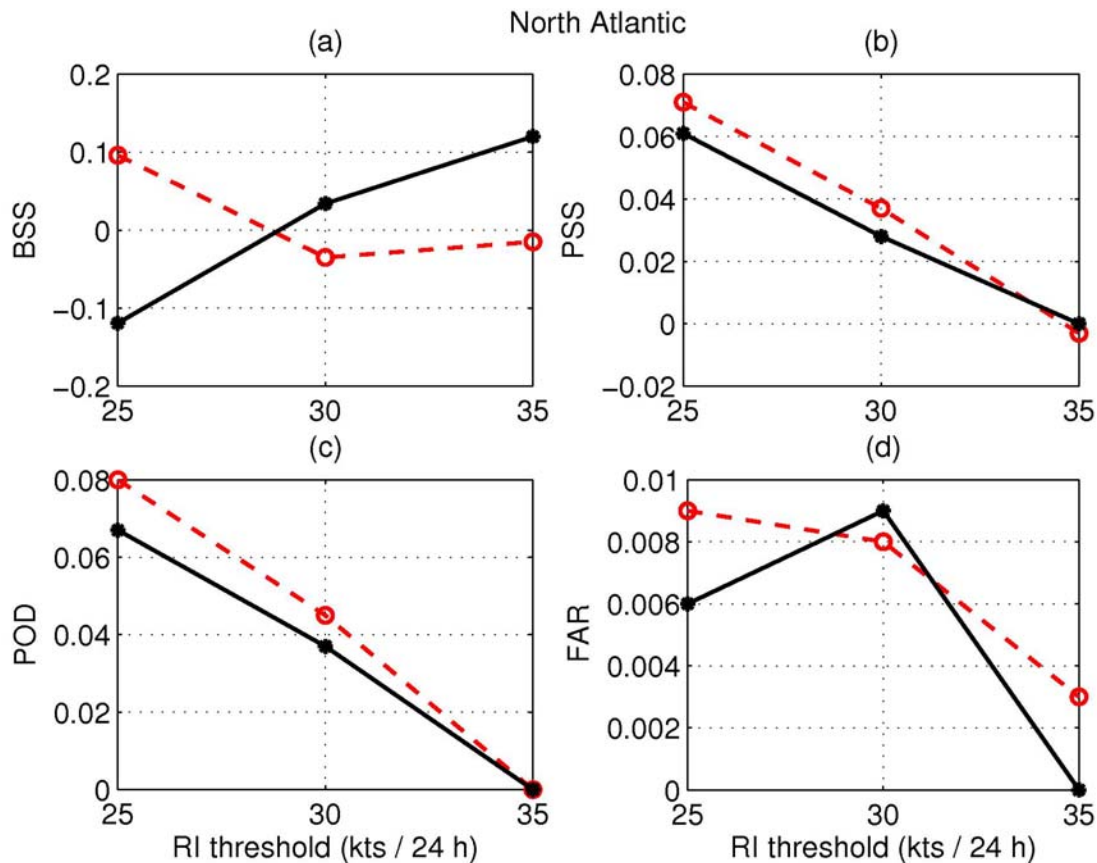 North Atlantic
(a)
0.2
0.1
0
−0.1
−0.2
BSS
25 30 35
(b)
0.08
0.06
0.04
0.02
0
−0.02
PSS
25 30 35
(c)
0.08
0.06
0.04
0.02
0
POD
25 30 35
RI threshold (kts / 24 h)
(d)
0.01
0.008
0.006
0.004
0.002
0
FAR
25 30 35
RI threshold (kts / 24 h)